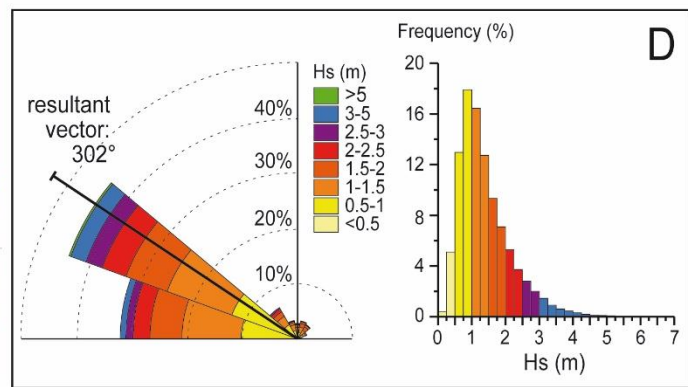 resultant
vector:
302°
40%
30%
20%
10%
Hs (m)
>5
3-5
2.5-3
2-2.5
1.5-2
1-1.5
0.5-1
<0.5
Frequency (%)
D
20
16
12
8
4
0
0 1 2 3 4 5 6 7
Hs (m)